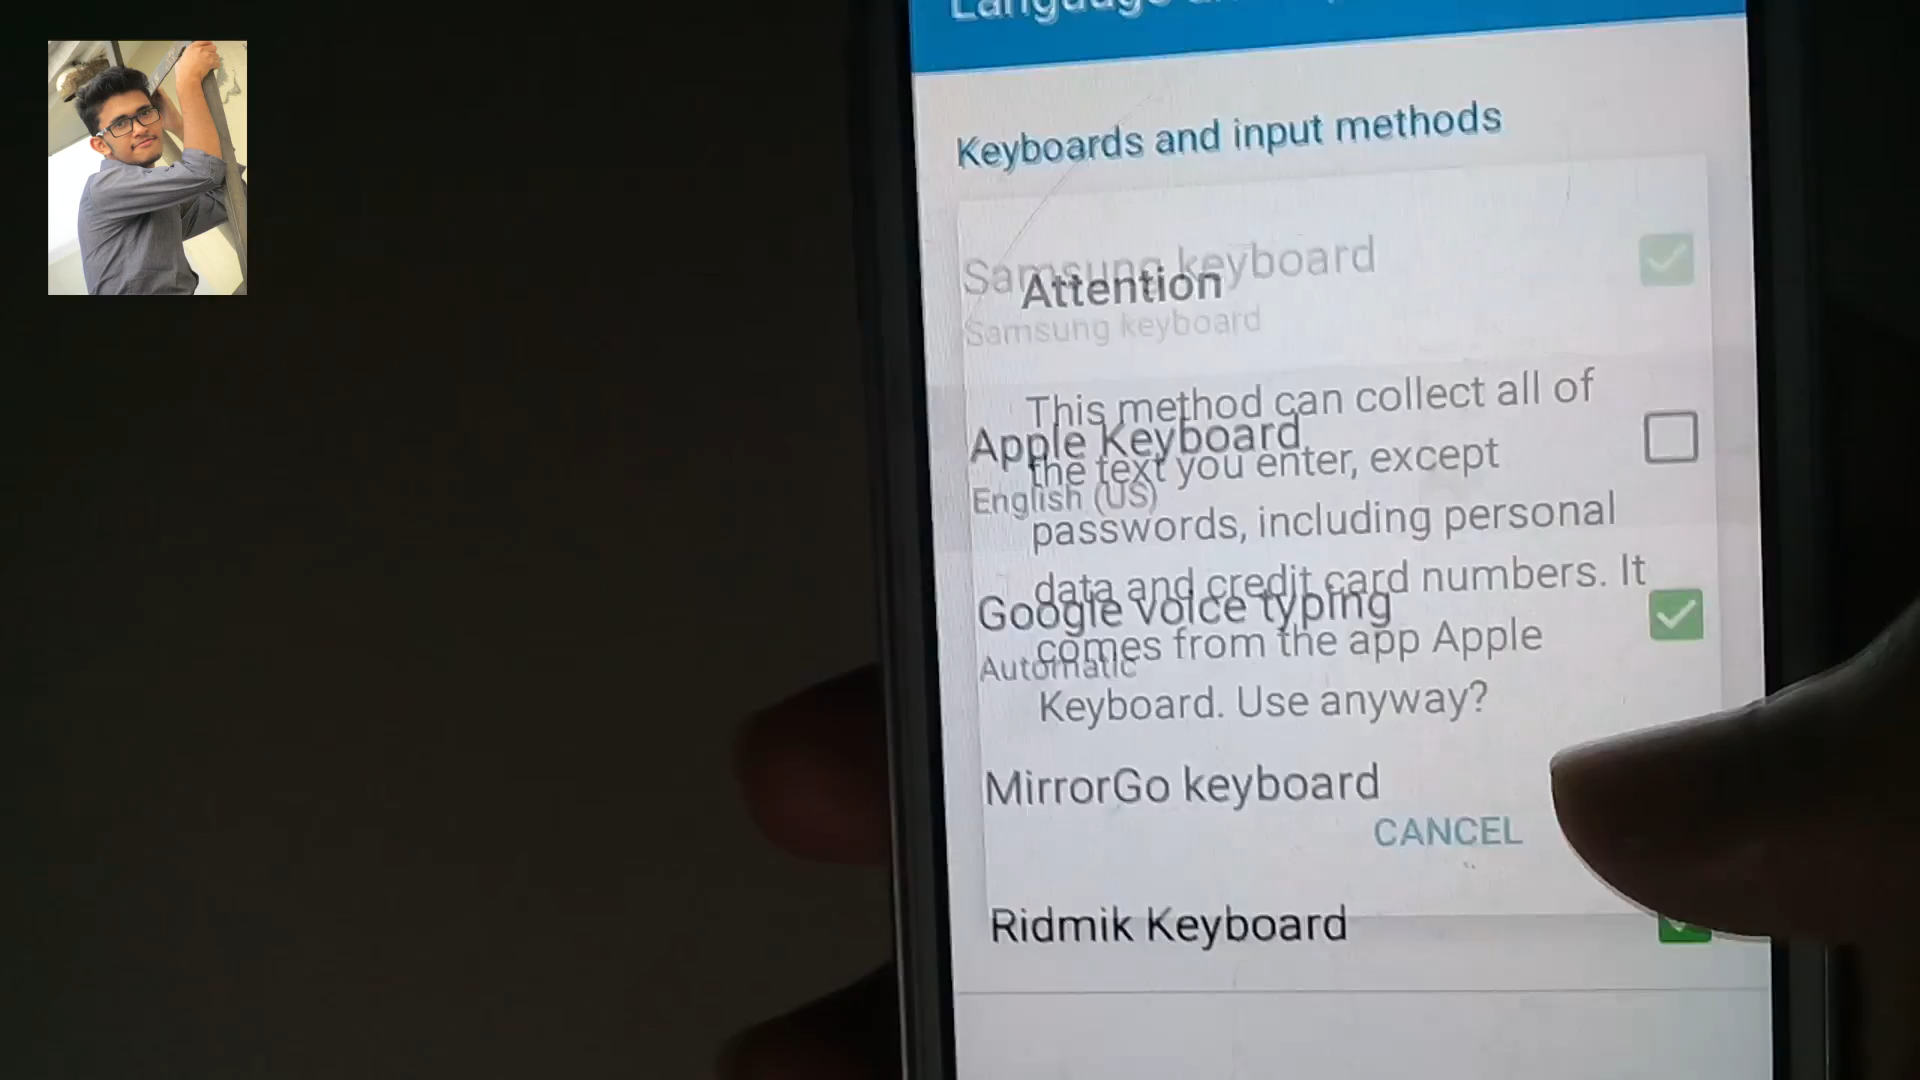 Language an
Keyboards and input methods
Samsung keyboard
Samsung keyboard
Attention
This method can collect all of
the text you enter, except
passwords, including personal
data and credit card numbers. It
comes from the app Apple
Keyboard. Use anyway?
CANCEL
Apple Keyboard
English (US)
Google voice typing
Automatic
MirrorGo keyboard
Ridmik Keyboard